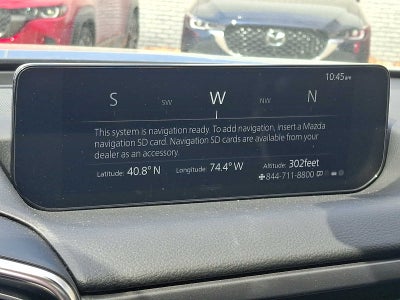 10:45am
S SW W NW N
This system is navigation ready. To add navigation, insert a Mazda
navigation SD card. Navigation SD cards are available from your
dealer as an accessory.
Latitude: 40.8° N Longitude: 74.4° W Altitude: 302feet
844-711-8800